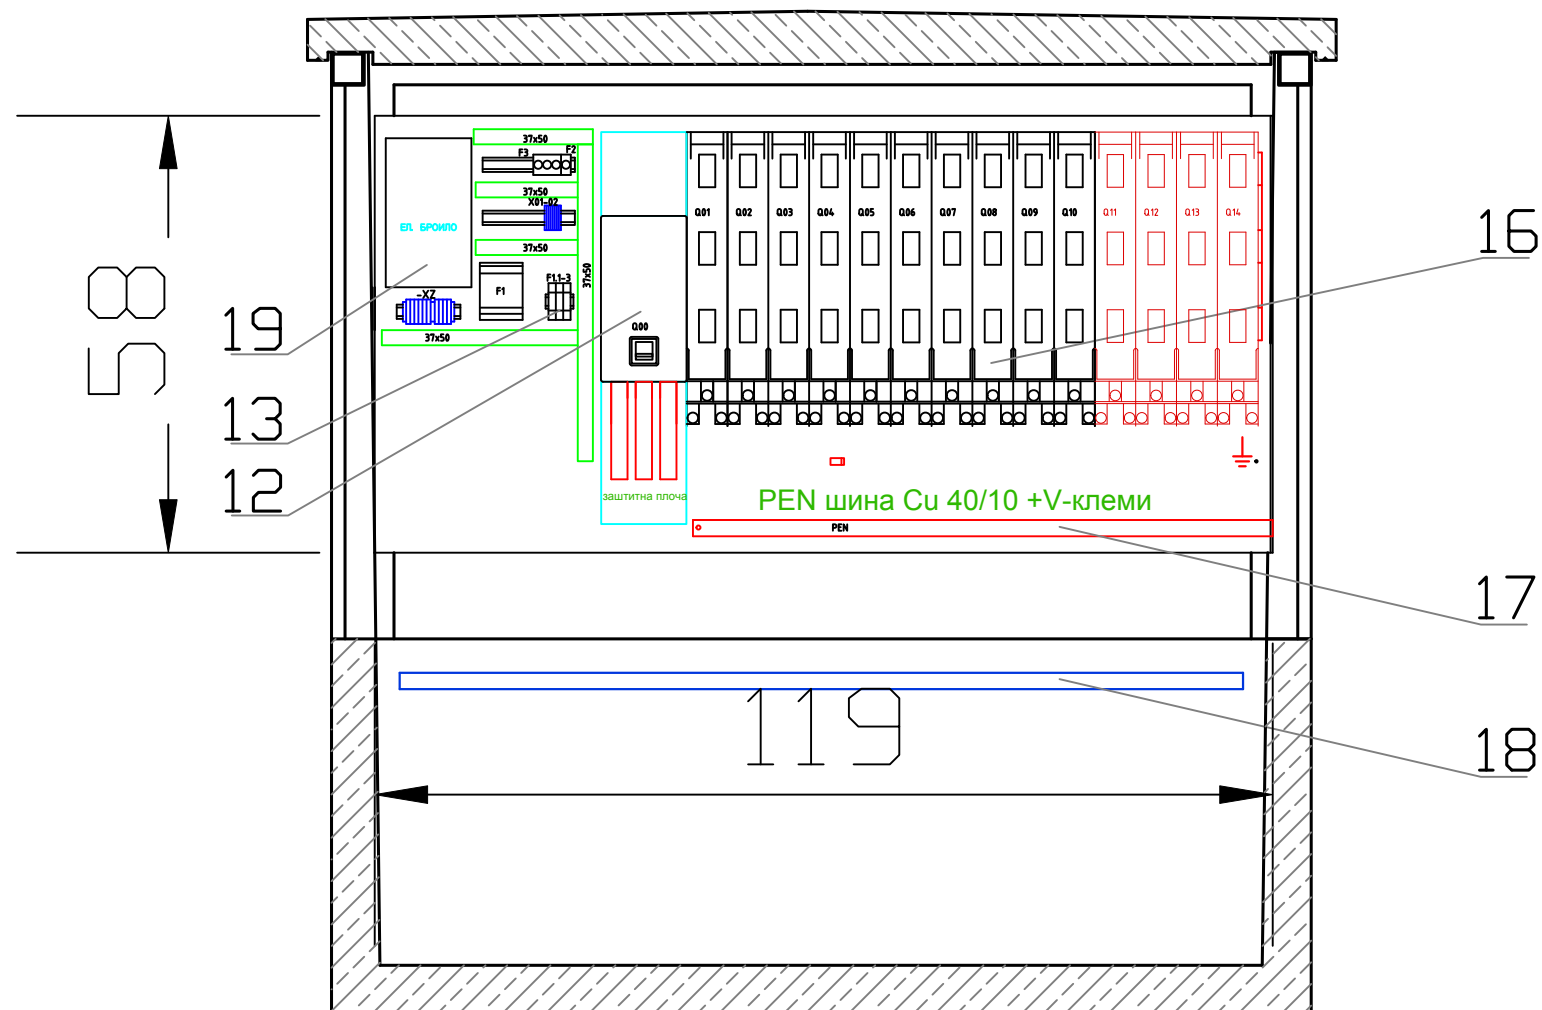 37x50
F3 F2
37x50
X01-02
Q01 Q02 Q03 Q04 Q05 Q06 Q07 Q08 Q09 Q10 Q11 Q12 Q13 Q14
ЕЛ. БРОИЛО
37x50
37x50
16
58
F1.1-3
F1
-XZ
19
Q00
37x50
13
12
заштитна плоча
PEN шина Cu 40/10 +V-клеми
PEN
17
119
18